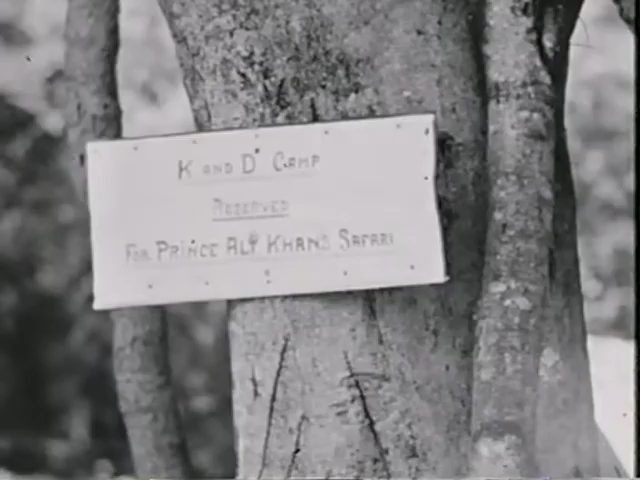 K AND D" CAMP
RESERVED
FOR PRINCE ALY KHANS SAFARI